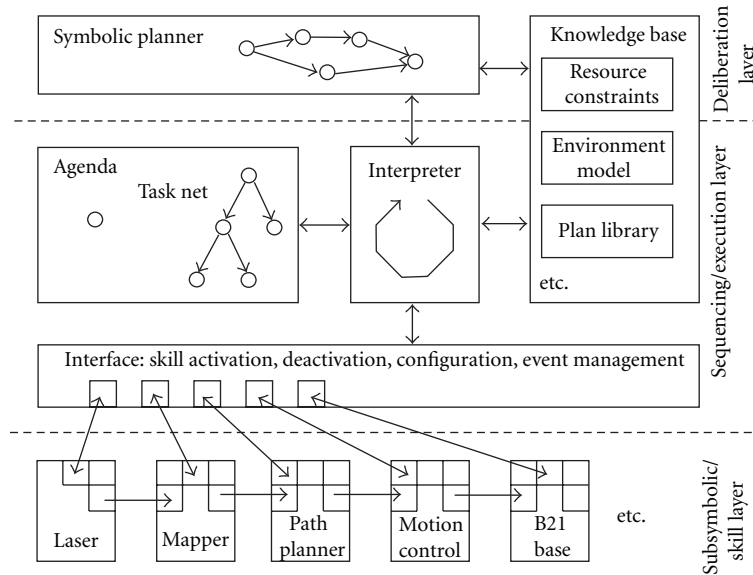 Symbolic planner
Knowledge base
Resource
constraints
Environment
model
Plan library
etc.
Deliberation
layer
Agenda
Task net
Interpreter
Sequencing/execution layer
Interface: skill activation, deactivation, configuration, event management
Laser
Mapper
Path
planner
Motion
control
B21
base
etc.
Subsymbolic/
skill layer